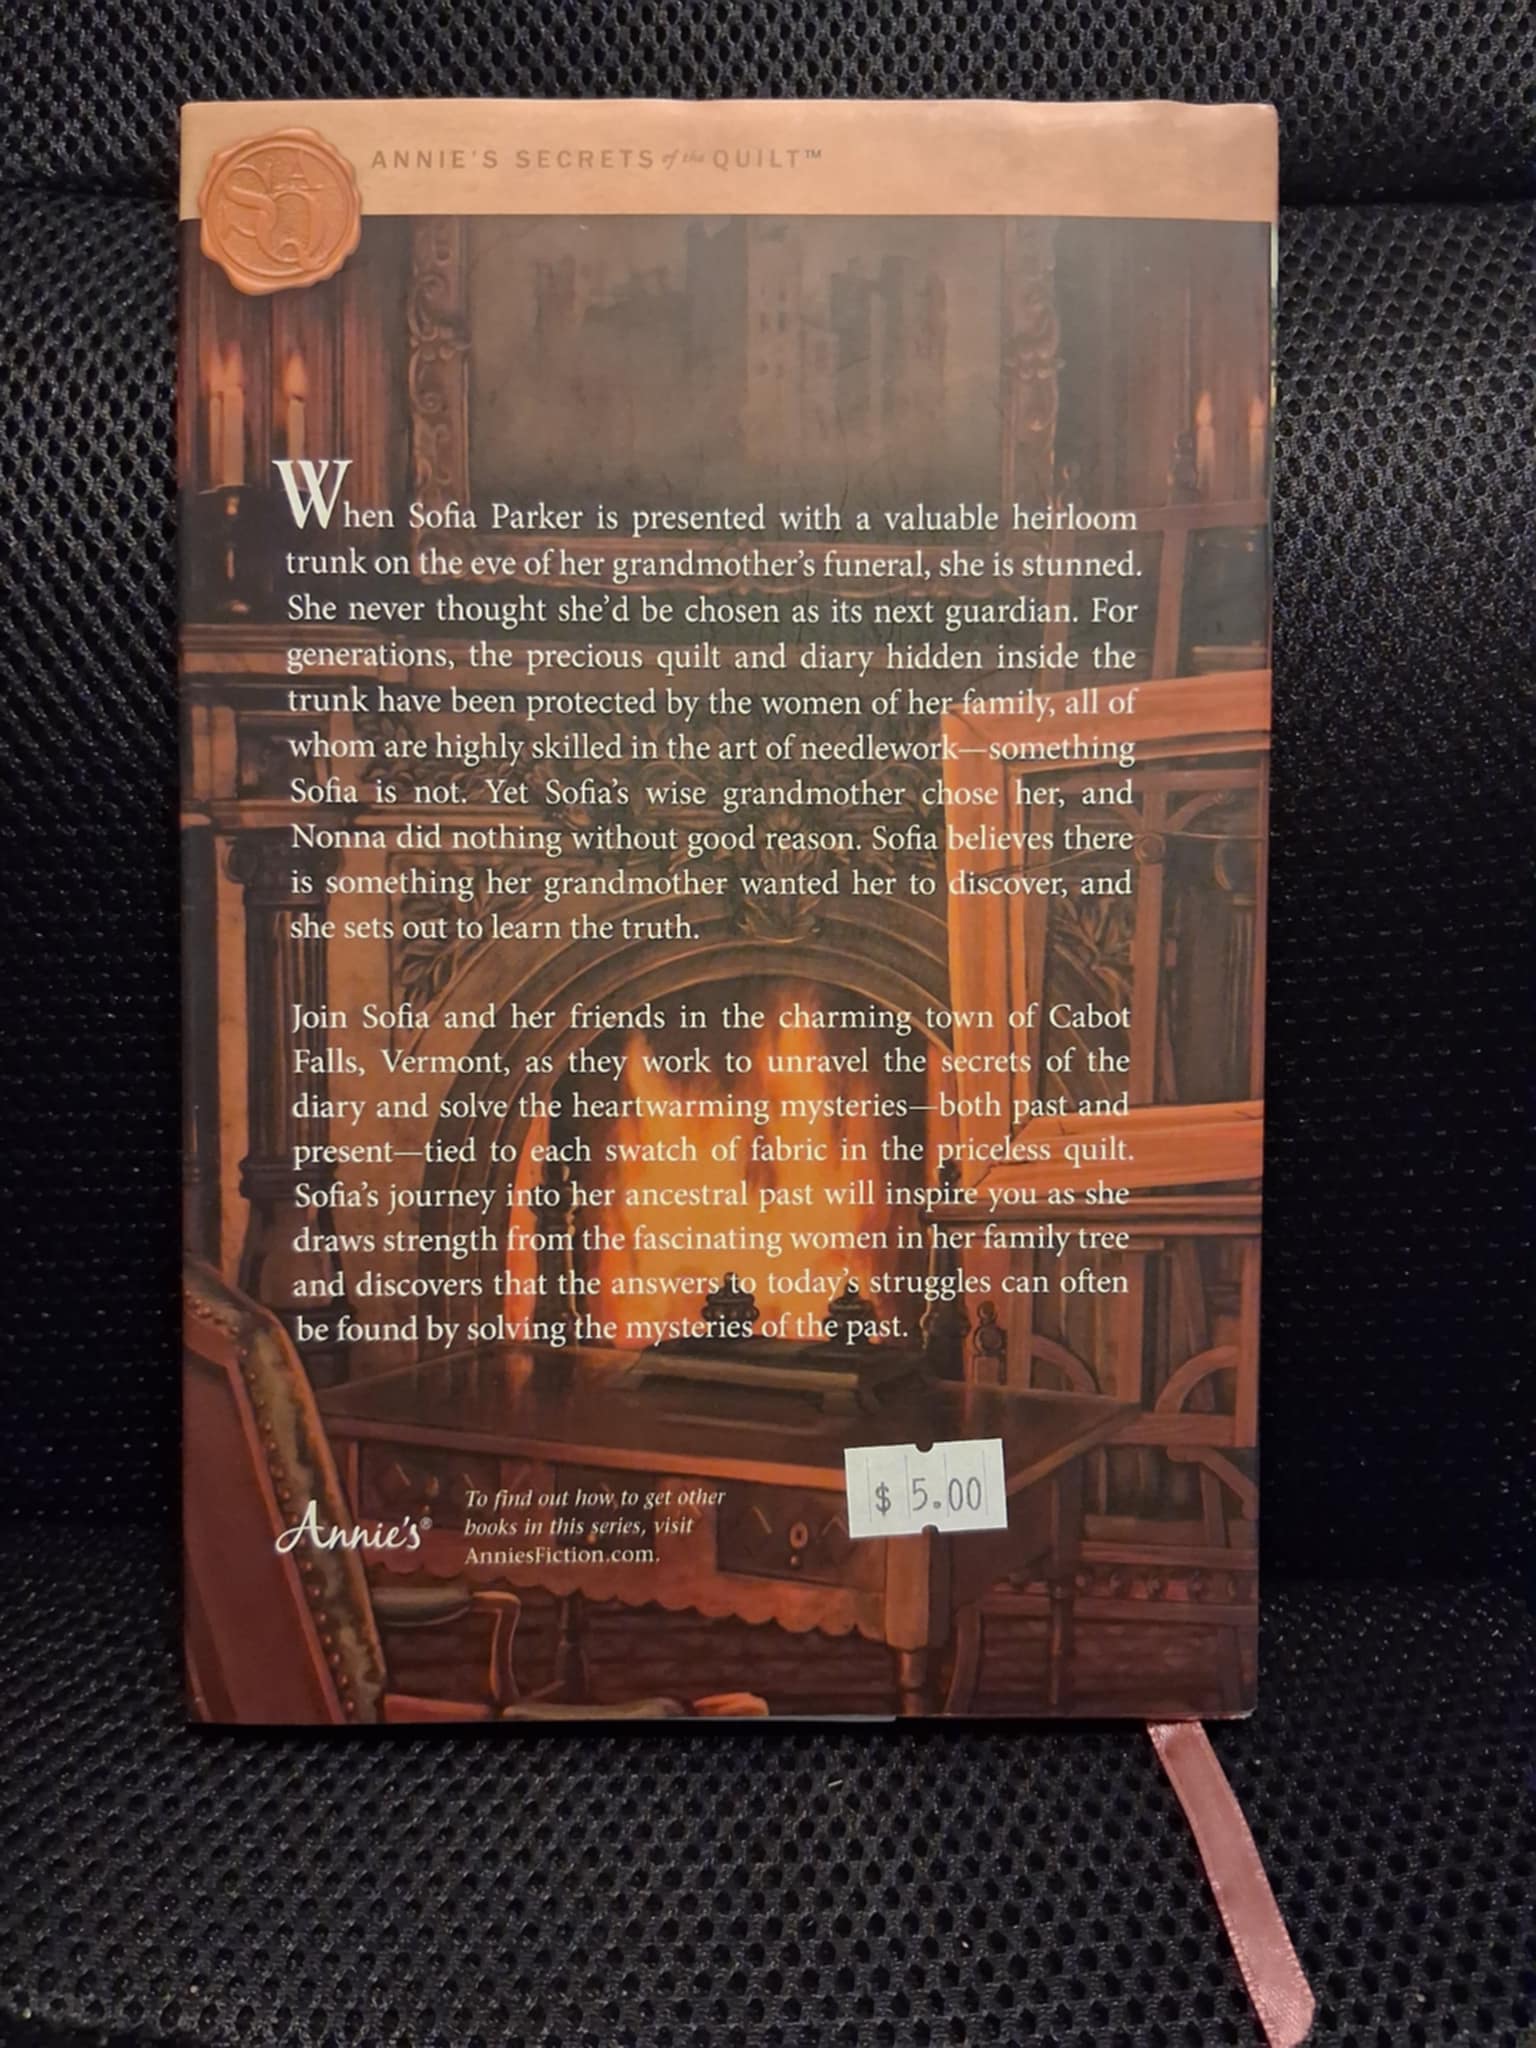 ANNIE'S SECRETS of the QUILT™
When Sofia Parker is presented with a valuable heirloom
trunk on the eve of her grandmother's funeral, she is stunned.
She never thought she'd be chosen as its next guardian. For
generations, the precious quilt and diary hidden inside the
trunk have been protected by the women of her family, all of
whom are highly skilled in the art of needlework—something
Sofia is not. Yet Sofia's wise grandmother chose her, and
Nonna did nothing without good reason. Sofia believes there
is something her grandmother wanted her to discover, and
she sets out to learn the truth.
Join Sofia and her friends in the charming town of Cabot
Falls, Vermont, as they work to unravel the secrets of the
diary and solve the heartwarming mysteries—both past and
present—tied to each swatch of fabric in the priceless quilt.
Sofia's journey into her ancestral past will inspire you as she
draws strength from the fascinating women in her family tree
and discovers that the answers to today's struggles can often
be found by solving the mysteries of the past.
$ 5.00
Annie's®
To find out how to get other
books in this series, visit
AnniesFiction.com.